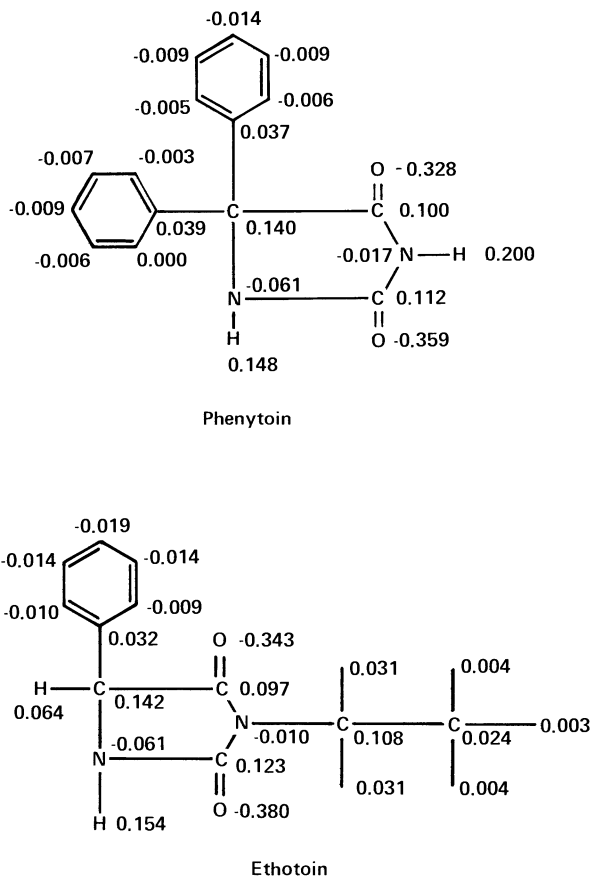 -0.014
-0.009 -0.009
-0.005 -0.006
0.037
-0.007 -0.003
O -0.328
-0.009 0.039 C 0.140 C 0.100
-0.006 0.000 -0.017 N H 0.200
N -0.061 C 0.112
H O -0.359
0.148
Phenytoin
-0.019
-0.014 -0.014
-0.010 -0.009
0.032 O -0.343
0.031 0.004
H C C 0.097
0.064 0.142
N C C 0.003
-0.010 0.108 0.024
N -0.061 C 0.123
0.031 0.004
O -0.380
H 0.154
Ethotoin